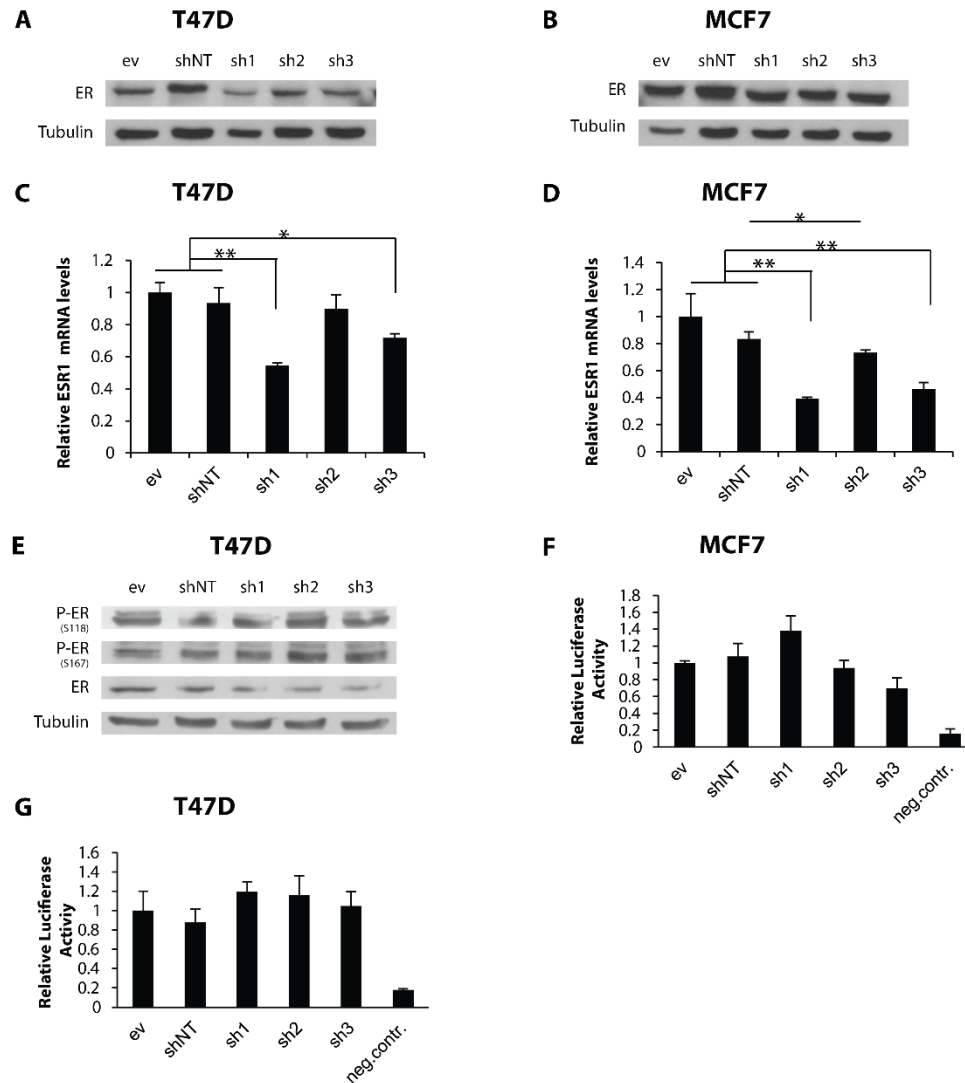 A
T47D
ev shNT sh1 sh2 sh3
ER
Tubulin
B
MCF7
ev shNT sh1 sh2 sh3
ER
Tubulin
C
T47D
Relative ESR1 mRNA levels
*
**
1.2
1
0.8
0.6
0.4
0.2
0
ev shNT sh1 sh2 sh3
D
MCF7
Relative ESR1 mRNA levels
*
**
**
1.4
1.2
1
0.8
0.6
0.4
0.2
0
ev shNT sh1 sh2 sh3
E
T47D
ev shNT sh1 sh2 sh3
P-ER
(S118)
P-ER
(S167)
ER
Tubulin
F
MCF7
Relative Luciferase
Activity
1.8
1.6
1.4
1.2
1
0.8
0.6
0.4
0.2
0
ev shNT sh1 sh2 sh3 neg.contr.
G
T47D
Relative Lucifierase
Activiy
1.6
1.4
1.2
1
0.8
0.6
0.4
0.2
0
ev shNT sh1 sh2 sh3 neg.contr.